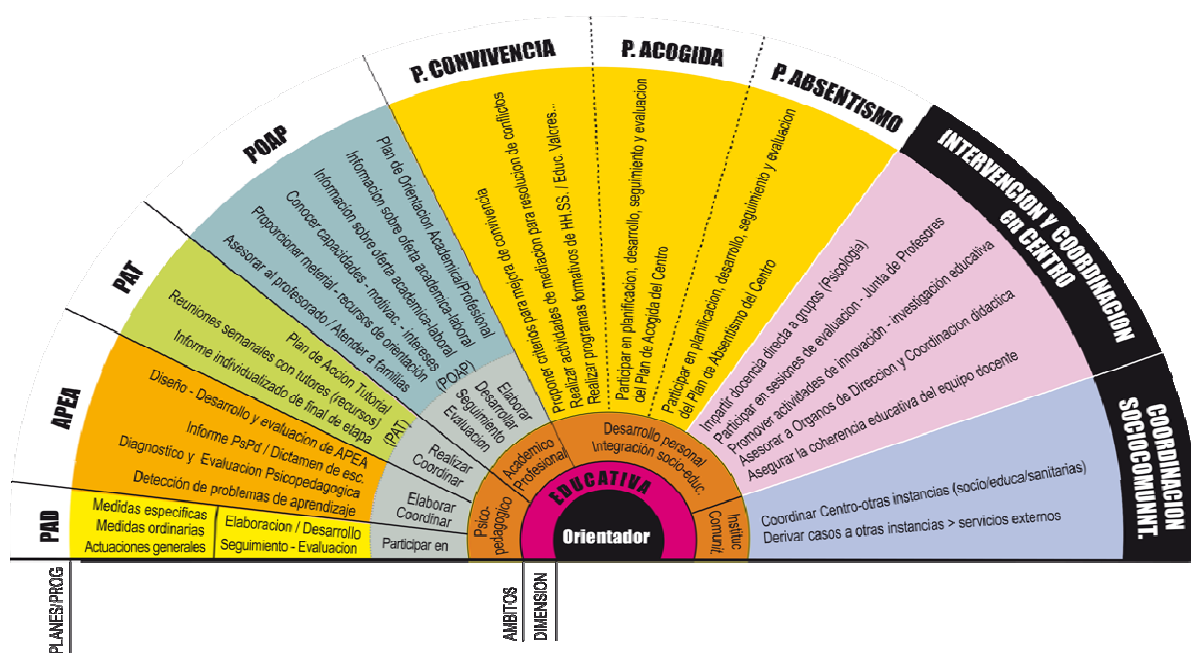 PAD
Medidas especificas
Medidas ordinarias
Actuaciones generales
Elaboracion / Desarrollo
Seguimiento - Evaluacion
Participar en
APEA
Diseño - Desarrollo y evaluacion de APEA
Informe PsPd / Dictamen de esc.
Diagnostico y Evaluacion Psicopedagogica
Detección de problemas de aprendizaje
Elaborar
Coordinar
PAT
Plan de Accion Tutorial
(PAT)
Reuniones semanales con tutores (recursos)
Informe individualizado de final de etapa
Realizar
Coordinar
POAP
Plan de Orientacion Academica/Profesional
(POAP)
Informacion sobre oferta academica-laboral
Informacion sobre oferta academica-laboral
Conocer capacidades - motivac. - intereses
Proporcionar meterial - recursos de orientación
Asesorar al profesorado / Atender a familias
Elaborar
Desarrollar
Seguimiento
Evaluacion
P. CONVIVENCIA
Proponer criterios para mejora de convivencia
Realizar actividades de mediacion para resolucion de conflictos
Realizar programas formativos de HH.SS. / Educ. Valores...
P. ACOGIDA
Participar en planificacion, desarrollo, seguimiento y evaluacion
del Plan de Acogida del Centro
P. ABSENTISMO
Participar en planificacion, desarrollo, seguimiento y evaluacion
del Plan de Absentismo del Centro
INTERVENCION Y COORDINACION
en CENTRO
Impartir docencia directa a grupos (Psicologia)
Participar en sesiones de evaluacion - Junta de Profesores
Promover actividades de innovación - investigación educativa
Asesorar a Organos de Direccion y Coordinacion didactica
Asegurar la coherencia educativa del equipo docente
COORDINACION
SOCIOCOMUNNT.
Coordinar Centro-otras instancias (socio/educa/sanitarias)
Derivar casos a otras instancias > servicios externos
Psico-
pedagogico
Academico
Profesional
Desarrollo personal
Integración socio-educ.
Instituc
Comunit.
EDUCATIVA
Orientador
PLANES/PROG
AMBITOS
DIMENSION